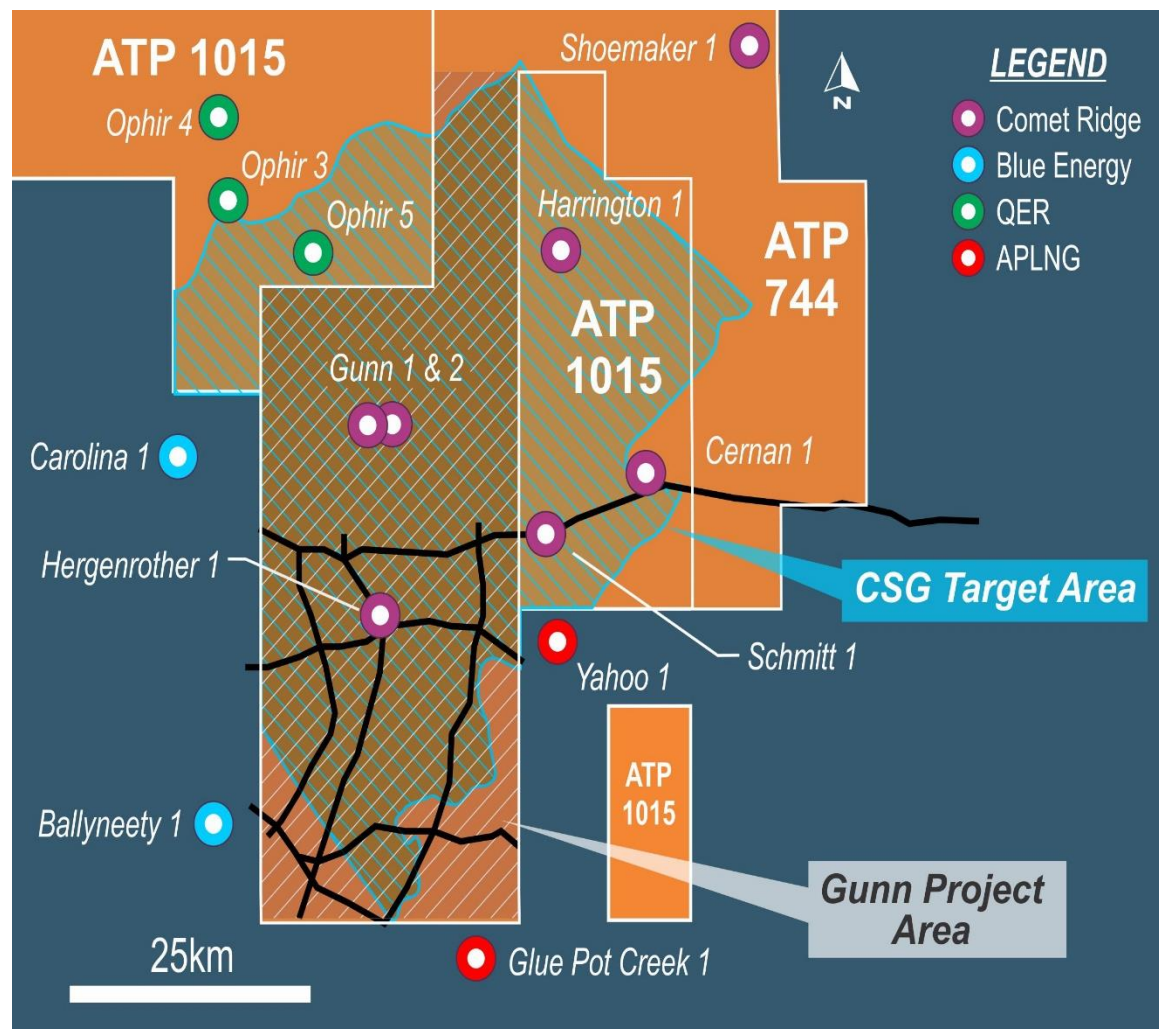 ATP 1015
Shoemaker 1
N
LEGEND
Comet Ridge
Blue Energy
QER
APLNG
Ophir 4
Ophir 3
Ophir 5
Harrington 1
ATP
744
ATP
1015
Gunn 1 & 2
Carolina 1
Cernan 1
Hergenrother 1
CSG Target Area
Schmitt 1
Yahoo 1
ATP
1015
Ballyneety 1
Gunn Project
Area
25km
Glue Pot Creek 1